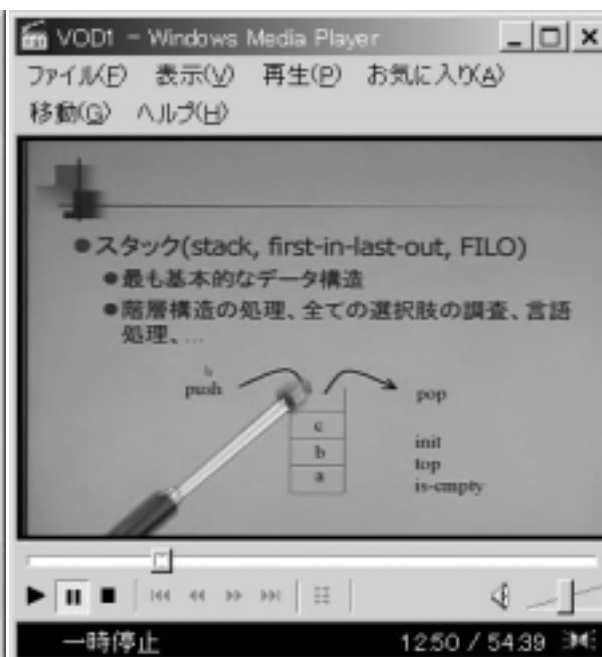 VOD1 - Windows Media Player
ファイル(F) 表示(V) 再生(P) お気に入り(A)
移動(G) ヘルプ(H)
●スタック(stack, first-in-last-out, FILO)
●最も基本的なデータ構造
●階層構造の処理、全ての選択肢の調査、言語
処理、...
push
pop
c
b
a
init
top
is-empty
一時停止 12:50 / 54:39